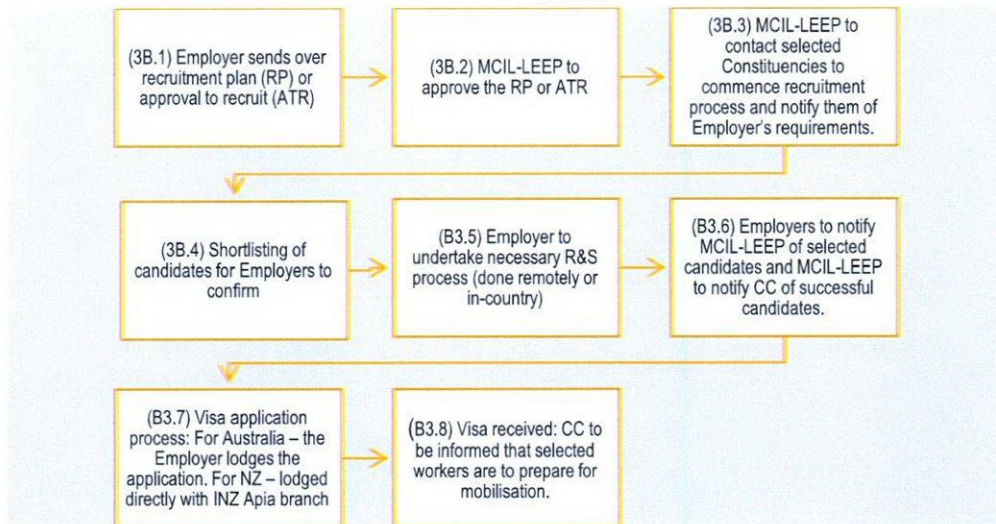 (3B.1) Employer sends over
recruitment plan (RP) or
approval to recruit (ATR)
(3B.2) MCIL-LEEP to
approve the RP or ATR
(3B.3) MCIL-LEEP to
contact selected
Constituencies to
commence recruitment
process and notify them of
Employer's requirements.
(3B.4) Shortlisting of
candidates for Employers to
confirm
(B3.5) Employer to
undertake necessary R&S
process (done remotely or
in-country)
(B3.6) Employers to notify
MCIL-LEEP of selected
candidates and MCIL-LEEP
to notify CC of successful
candidates.
(B3.7) Visa application
process: For Australia – the
Employer lodges the
application. For NZ – lodged
directly with INZ Apia branch
(B3.8) Visa received: CC to
be informed that selected
workers are to prepare for
mobilisation.